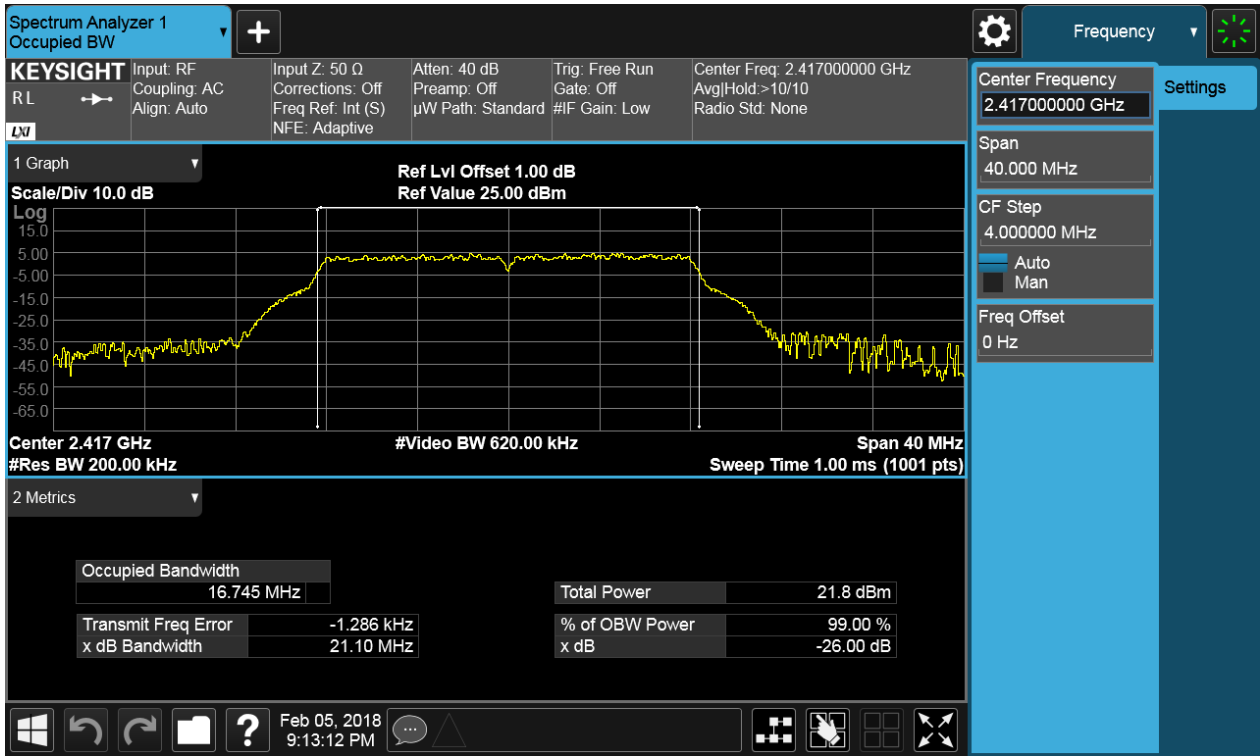 Spectrum Analyzer 1
Occupied BW
+
Frequency
KEYSIGHT
RL
LXI
Input: RF
Coupling: AC
Align: Auto
Input Z: 50 Ω
Corrections: Off
Freq Ref: Int (S)
NFE: Adaptive
Atten: 40 dB
Preamp: Off
µW Path: Standard
Trig: Free Run
Gate: Off
#IF Gain: Low
Center Freq: 2.417000000 GHz
Avg|Hold:>10/10
Radio Std: None
Center Frequency
2.417000000 GHz
Settings
Span
40.000 MHz
CF Step
4.000000 MHz
Auto
Man
Freq Offset
0 Hz
1 Graph
Ref Lvl Offset 1.00 dB
Scale/Div 10.0 dB
Ref Value 25.00 dBm
Log
15.0
5.00
-5.00
-15.0
-25.0
-35.0
-45.0
-55.0
-65.0
Center 2.417 GHz
#Video BW 620.00 kHz
Span 40 MHz
#Res BW 200.00 kHz
Sweep Time 1.00 ms (1001 pts)
2 Metrics
Occupied Bandwidth
16.745 MHz
Total Power 21.8 dBm
Transmit Freq Error -1.286 kHz
% of OBW Power 99.00 %
x dB Bandwidth 21.10 MHz
x dB -26.00 dB
?
Feb 05, 2018
9:13:12 PM